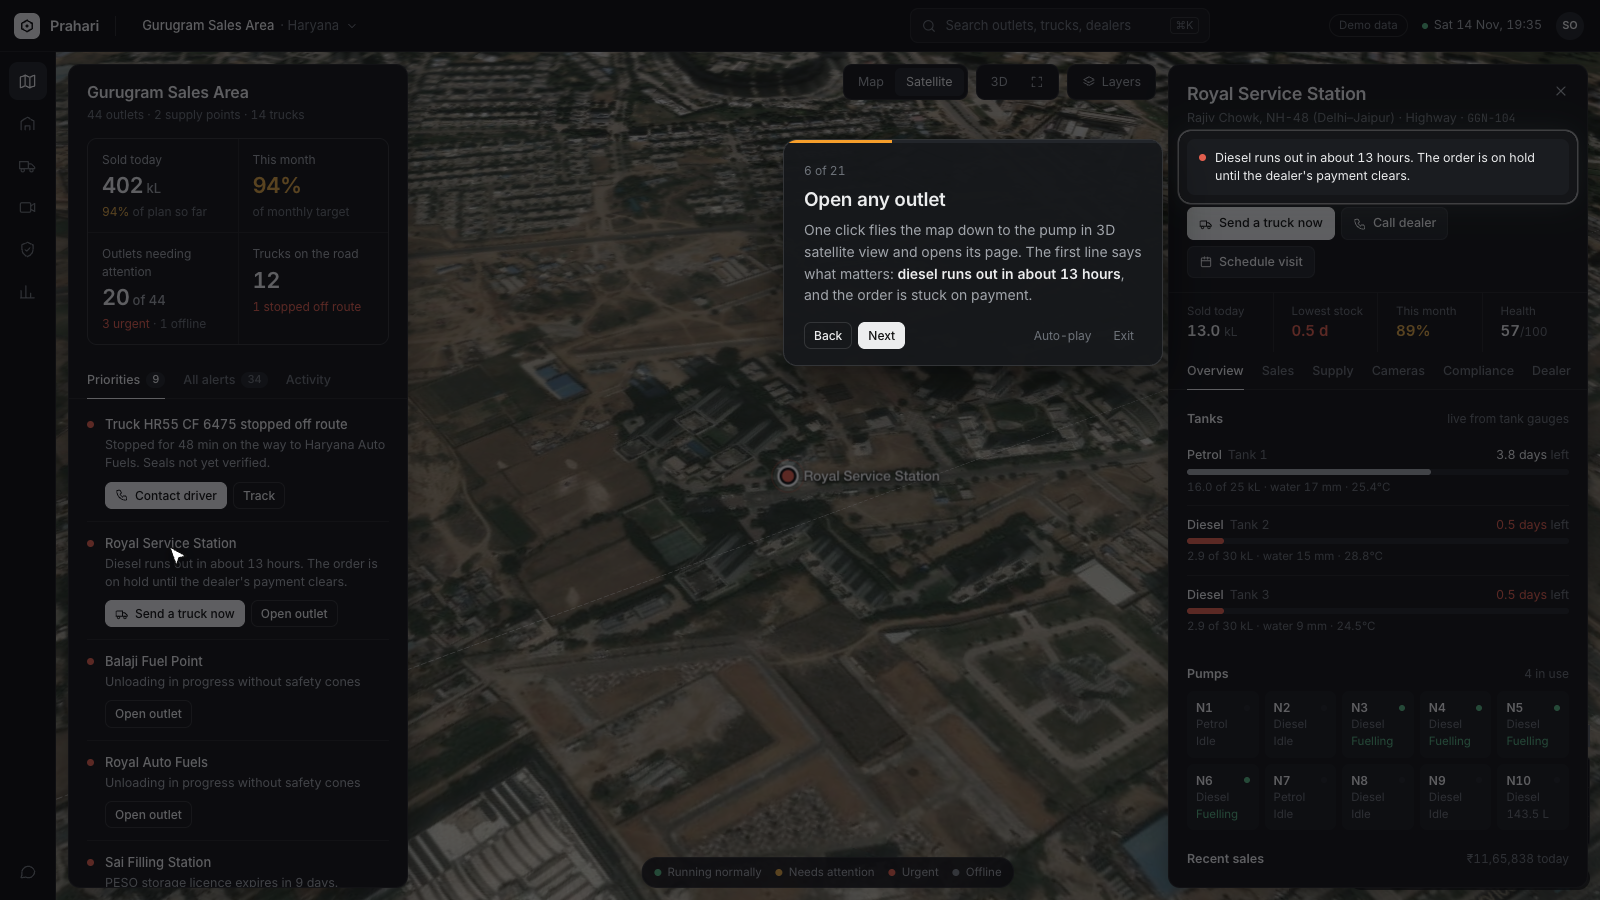 Prahari
Gurugram Sales Area · Haryana
Search outlets, trucks, dealers
⌘K
Demo data
Sat 14 Nov, 19:35
SO
Gurugram Sales Area
44 outlets · 2 supply points · 14 trucks
Sold today
402 kL
94% of plan so far
This month
94%
of monthly target
Outlets needing
attention
20 of 44
3 urgent · 1 offline
Trucks on the road
12
1 stopped off route
Priorities 9
All alerts 34
Activity
Truck HR55 CF 6475 stopped off route
Stopped for 48 min on the way to Haryana Auto
Fuels. Seals not yet verified.
Contact driver
Track
Royal Service Station
Diesel runs out in about 13 hours. The order is
on hold until the dealer's payment clears.
Send a truck now
Open outlet
Balaji Fuel Point
Unloading in progress without safety cones
Open outlet
Royal Auto Fuels
Unloading in progress without safety cones
Open outlet
Sai Filling Station
PESO storage licence expires in 9 days.
Map
Satellite
3D
Layers
6 of 21
Open any outlet
One click flies the map down to the pump in 3D
satellite view and opens its page. The first line says
what matters: diesel runs out in about 13 hours,
and the order is stuck on payment.
Back
Next
Auto-play
Exit
Royal Service Station
Running normally
Needs attention
Urgent
Offline
Royal Service Station
Rajiv Chowk, NH-48 (Delhi–Jaipur) · Highway · GGN-104
Diesel runs out in about 13 hours. The order is on hold
until the dealer's payment clears.
Send a truck now
Call dealer
Schedule visit
Sold today
13.0 kL
Lowest stock
0.5 d
This month
89%
Health
57/100
Overview
Sales
Supply
Cameras
Compliance
Dealer
Tanks
live from tank gauges
Petrol Tank 1
3.8 days left
16.0 of 25 kL · water 17 mm · 25.4°C
Diesel Tank 2
0.5 days left
2.9 of 30 kL · water 15 mm · 28.8°C
Diesel Tank 3
0.5 days left
2.9 of 30 kL · water 9 mm · 24.5°C
Pumps
4 in use
N1
Petrol
Idle
N2
Diesel
Idle
N3
Diesel
Fuelling
N4
Diesel
Fuelling
N5
Diesel
Fuelling
N6
Diesel
Fuelling
N7
Petrol
Idle
N8
Diesel
Idle
N9
Diesel
Idle
N10
Diesel
143.5 L
Recent sales
₹11,65,838 today